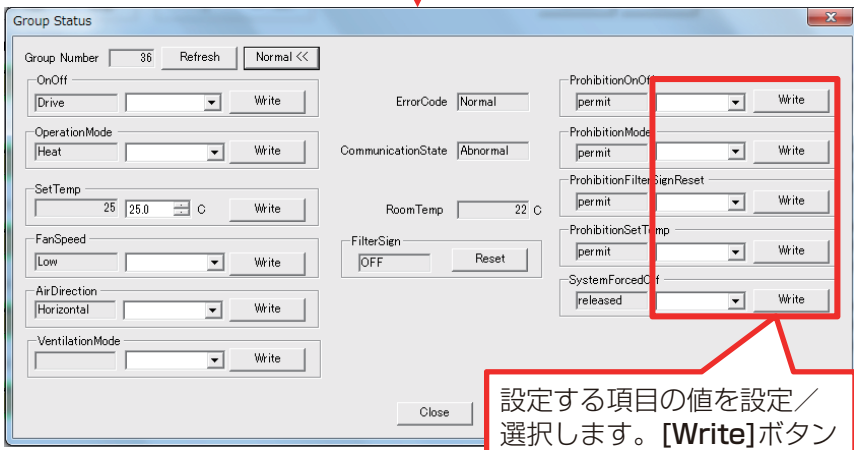 Group Status
Group Number 36 Refresh Normal <<
OnOff
Drive Write
OperationMode
Heat Write
SetTemp
25 25.0 C Write
FanSpeed
Low Write
AirDirection
Horizontal Write
VentilationMode
Write
ErrorCode Normal
CommunicationState Abnormal
RoomTemp 22 C
FilterSign
OFF Reset
ProhibitionOnOff
permit Write
ProhibitionMode
permit Write
ProhibitionFilterSignReset
permit Write
ProhibitionSetTemp
permit Write
SystemForcedOff
released Write
Close
設定する項目の値を設定／
選択します。[Write]ボタン